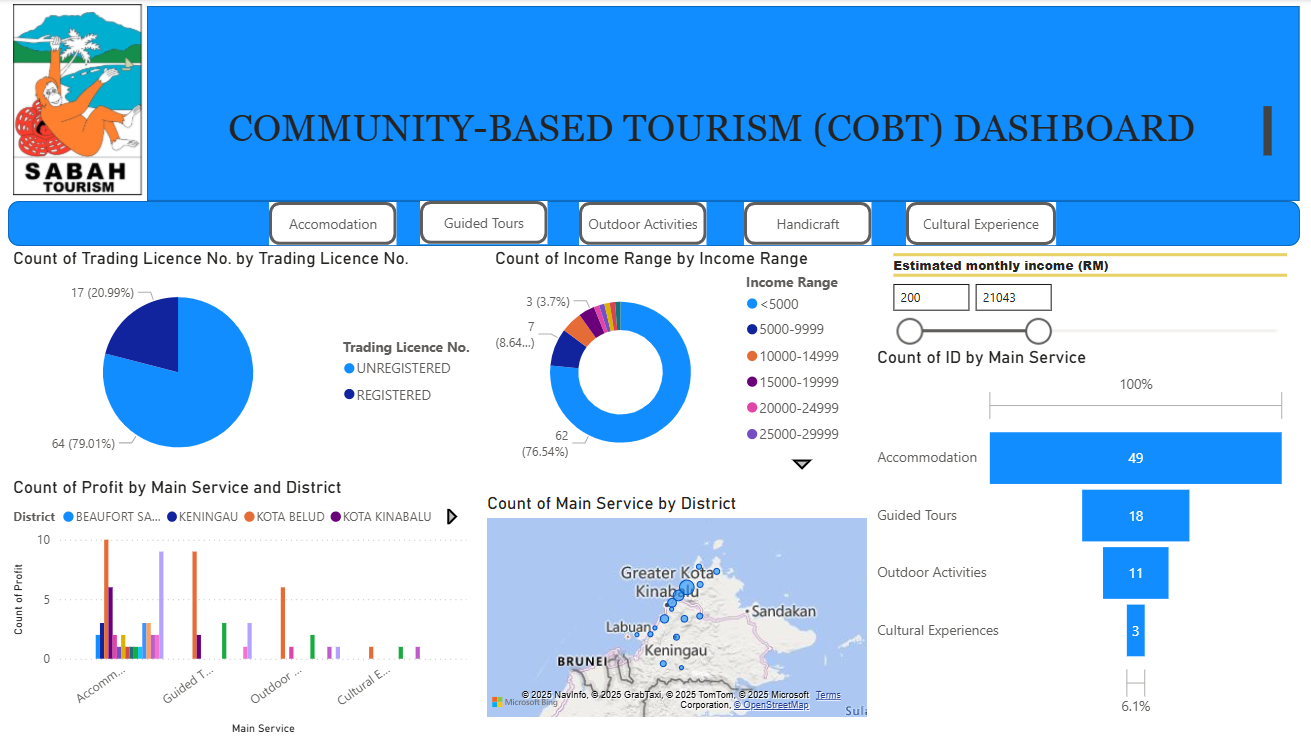 SABAH
TOURISM
COMMUNITY-BASED TOURISM (COBT) DASHBOARD
Accomodation
Guided Tours
Outdoor Activities
Handicraft
Cultural Experience
Count of Trading Licence No. by Trading Licence No.
17 (20.99%)
64 (79.01%)
Trading Licence No.
UNREGISTERED
REGISTERED
Count of Income Range by Income Range
3 (3.7%)
7
(8.64...)
62
(76.54%)
Income Range
<5000
5000-9999
10000-14999
15000-19999
20000-24999
25000-29999
Estimated monthly income (RM)
200
21043
Count of ID by Main Service
100%
Accommodation
49
Guided Tours
18
Outdoor Activities
11
Cultural Experiences
3
6.1%
Count of Profit by Main Service and District
District BEAUFORT SA... KENINGAU KOTA BELUD KOTA KINABALU
Count of Profit
10
5
0
Accomm...
Guided T...
Outdoor ...
Cultural E...
Main Service
Count of Main Service by District
Greater Kota
Kinabalu
Sandakan
Labuan
Keningau
BRUNEI
Microsoft Bing
© 2025 NavInfo, © 2025 GrabTaxi, © 2025 TomTom, © 2025 Microsoft Terms
Corporation, © OpenStreetMap
Sula